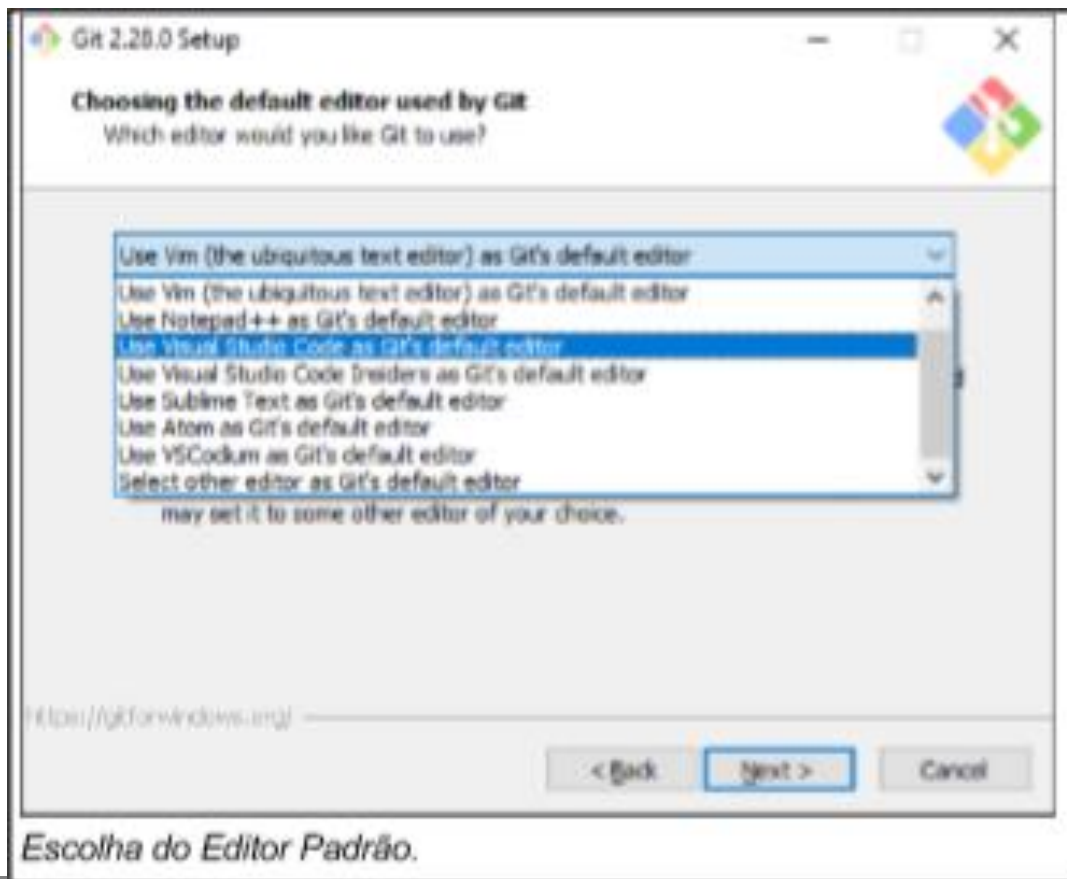 Git 2.28.0 Setup
Choosing the default editor used by Git
Which editor would you like Git to use?
Use Vim (the ubiquitous text editor) as Git's default editor
Use Vim (the ubiquitous text editor) as Git's default editor
Use Notepad++ as Git's default editor
Use Visual Studio Code as Git's default editor
Use Visual Studio Code Insiders as Git's default editor
Use Sublime Text as Git's default editor
Use Atom as Git's default editor
Use VSCodium as Git's default editor
Select other editor as Git's default editor
may set it to some other editor of your choice.
https://gitforwindows.org/
< Back Next > Cancel
Escolha do Editor Padrão.